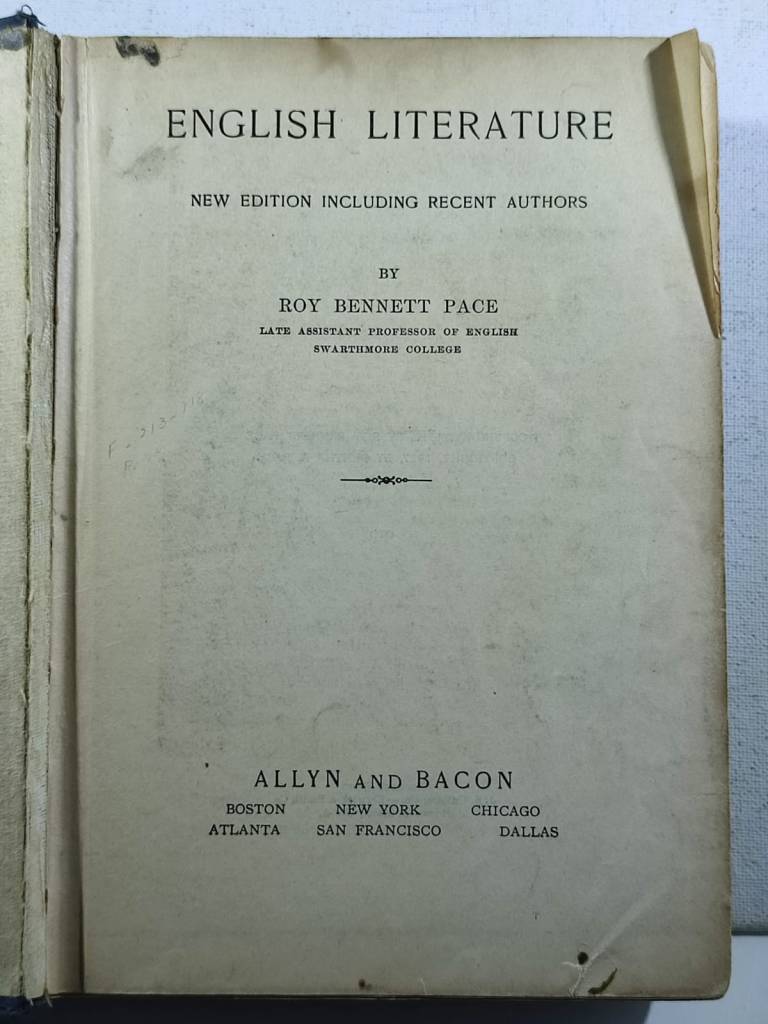 ENGLISH LITERATURE
NEW EDITION INCLUDING RECENT AUTHORS
BY
ROY BENNETT PACE
LATE ASSISTANT PROFESSOR OF ENGLISH
SWARTHMORE COLLEGE
ALLYN AND BACON
BOSTON NEW YORK CHICAGO
ATLANTA SAN FRANCISCO DALLAS